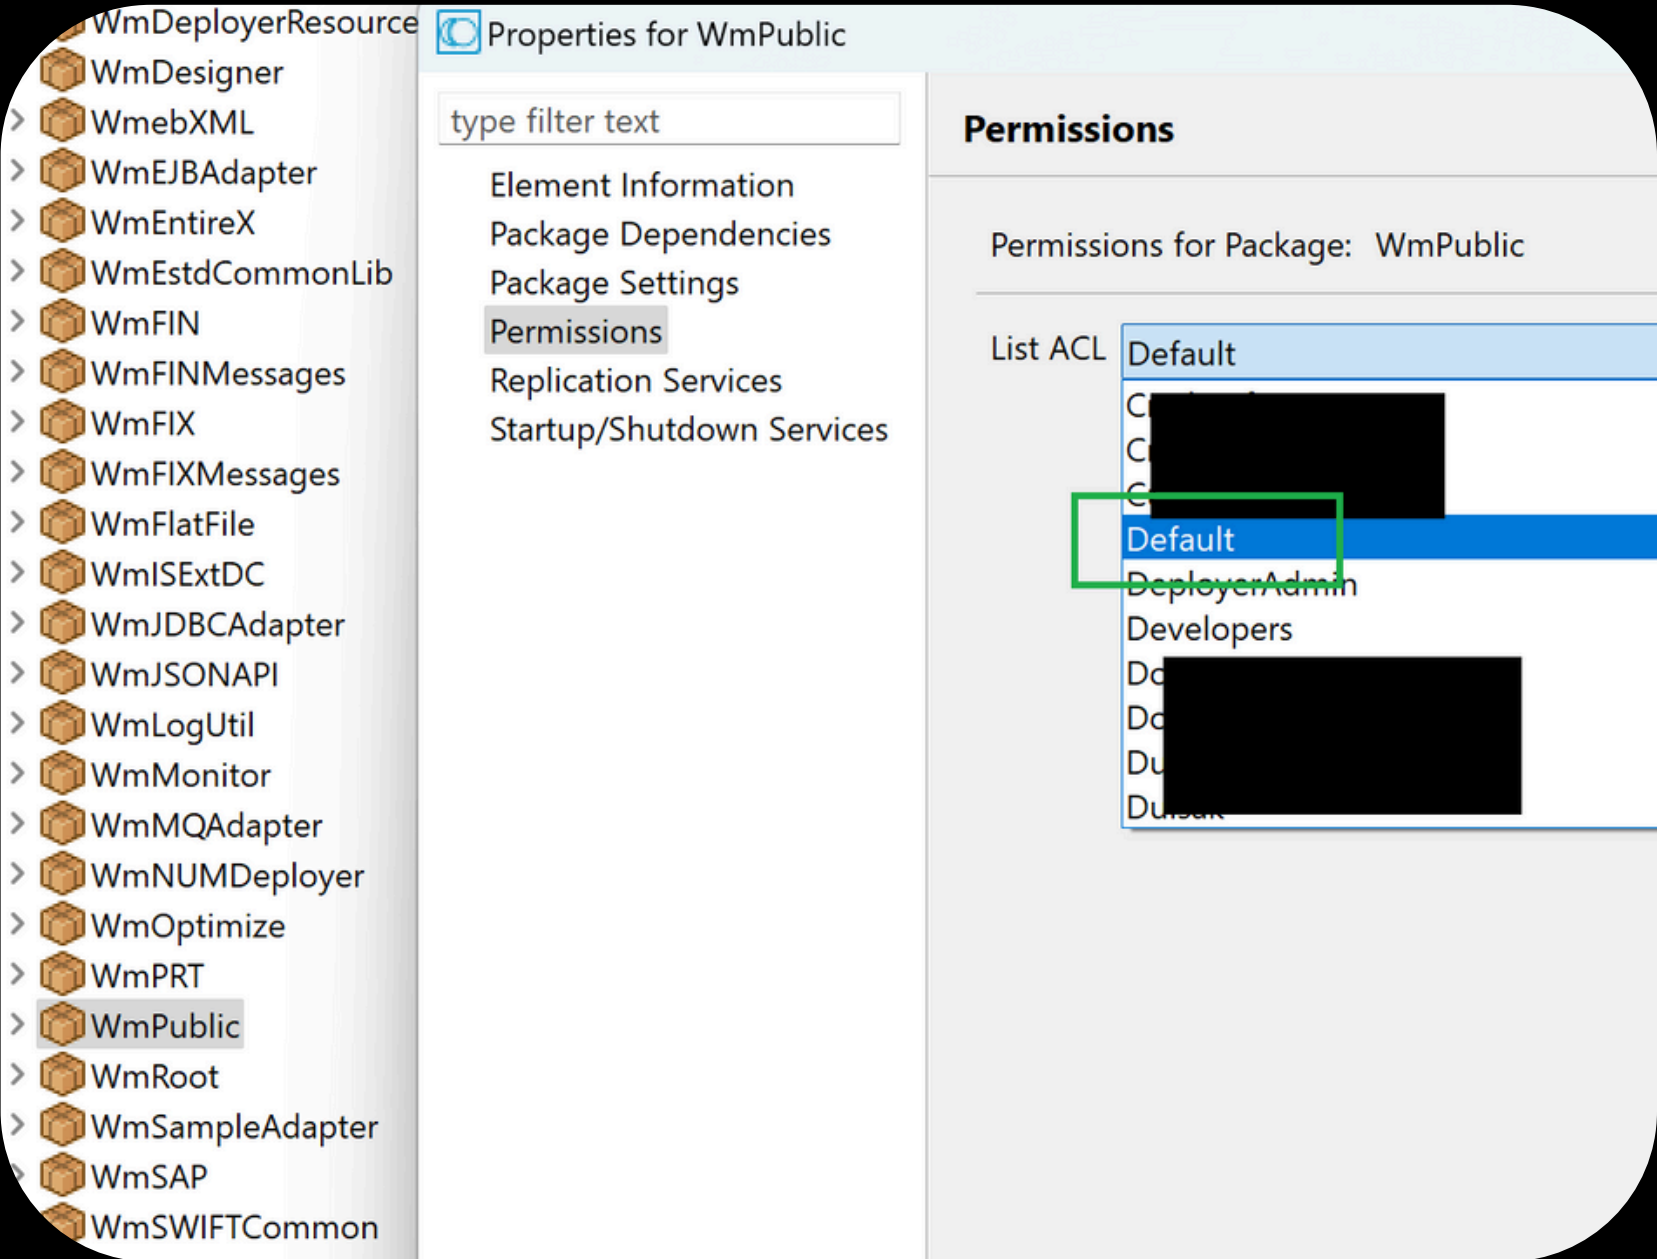 WmDeployerResource
WmDesigner
WmebXML
WmEJBAdapter
WmEntireX
WmEstdCommonLib
WmFIN
WmFINMessages
WmFIX
WmFIXMessages
WmFlatFile
WmISExtDC
WmJDBCAdapter
WmJSONAPI
WmLogUtil
WmMonitor
WmMQAdapter
WmNUMDeployer
WmOptimize
WmPRT
WmPublic
WmRoot
WmSampleAdapter
WmSAP
WmSWIFTCommon
Properties for WmPublic
type filter text
Element Information
Package Dependencies
Package Settings
Permissions
Replication Services
Startup/Shutdown Services
Permissions
Permissions for Package: WmPublic
List ACL Default
Default
DeployerAdmin
Developers